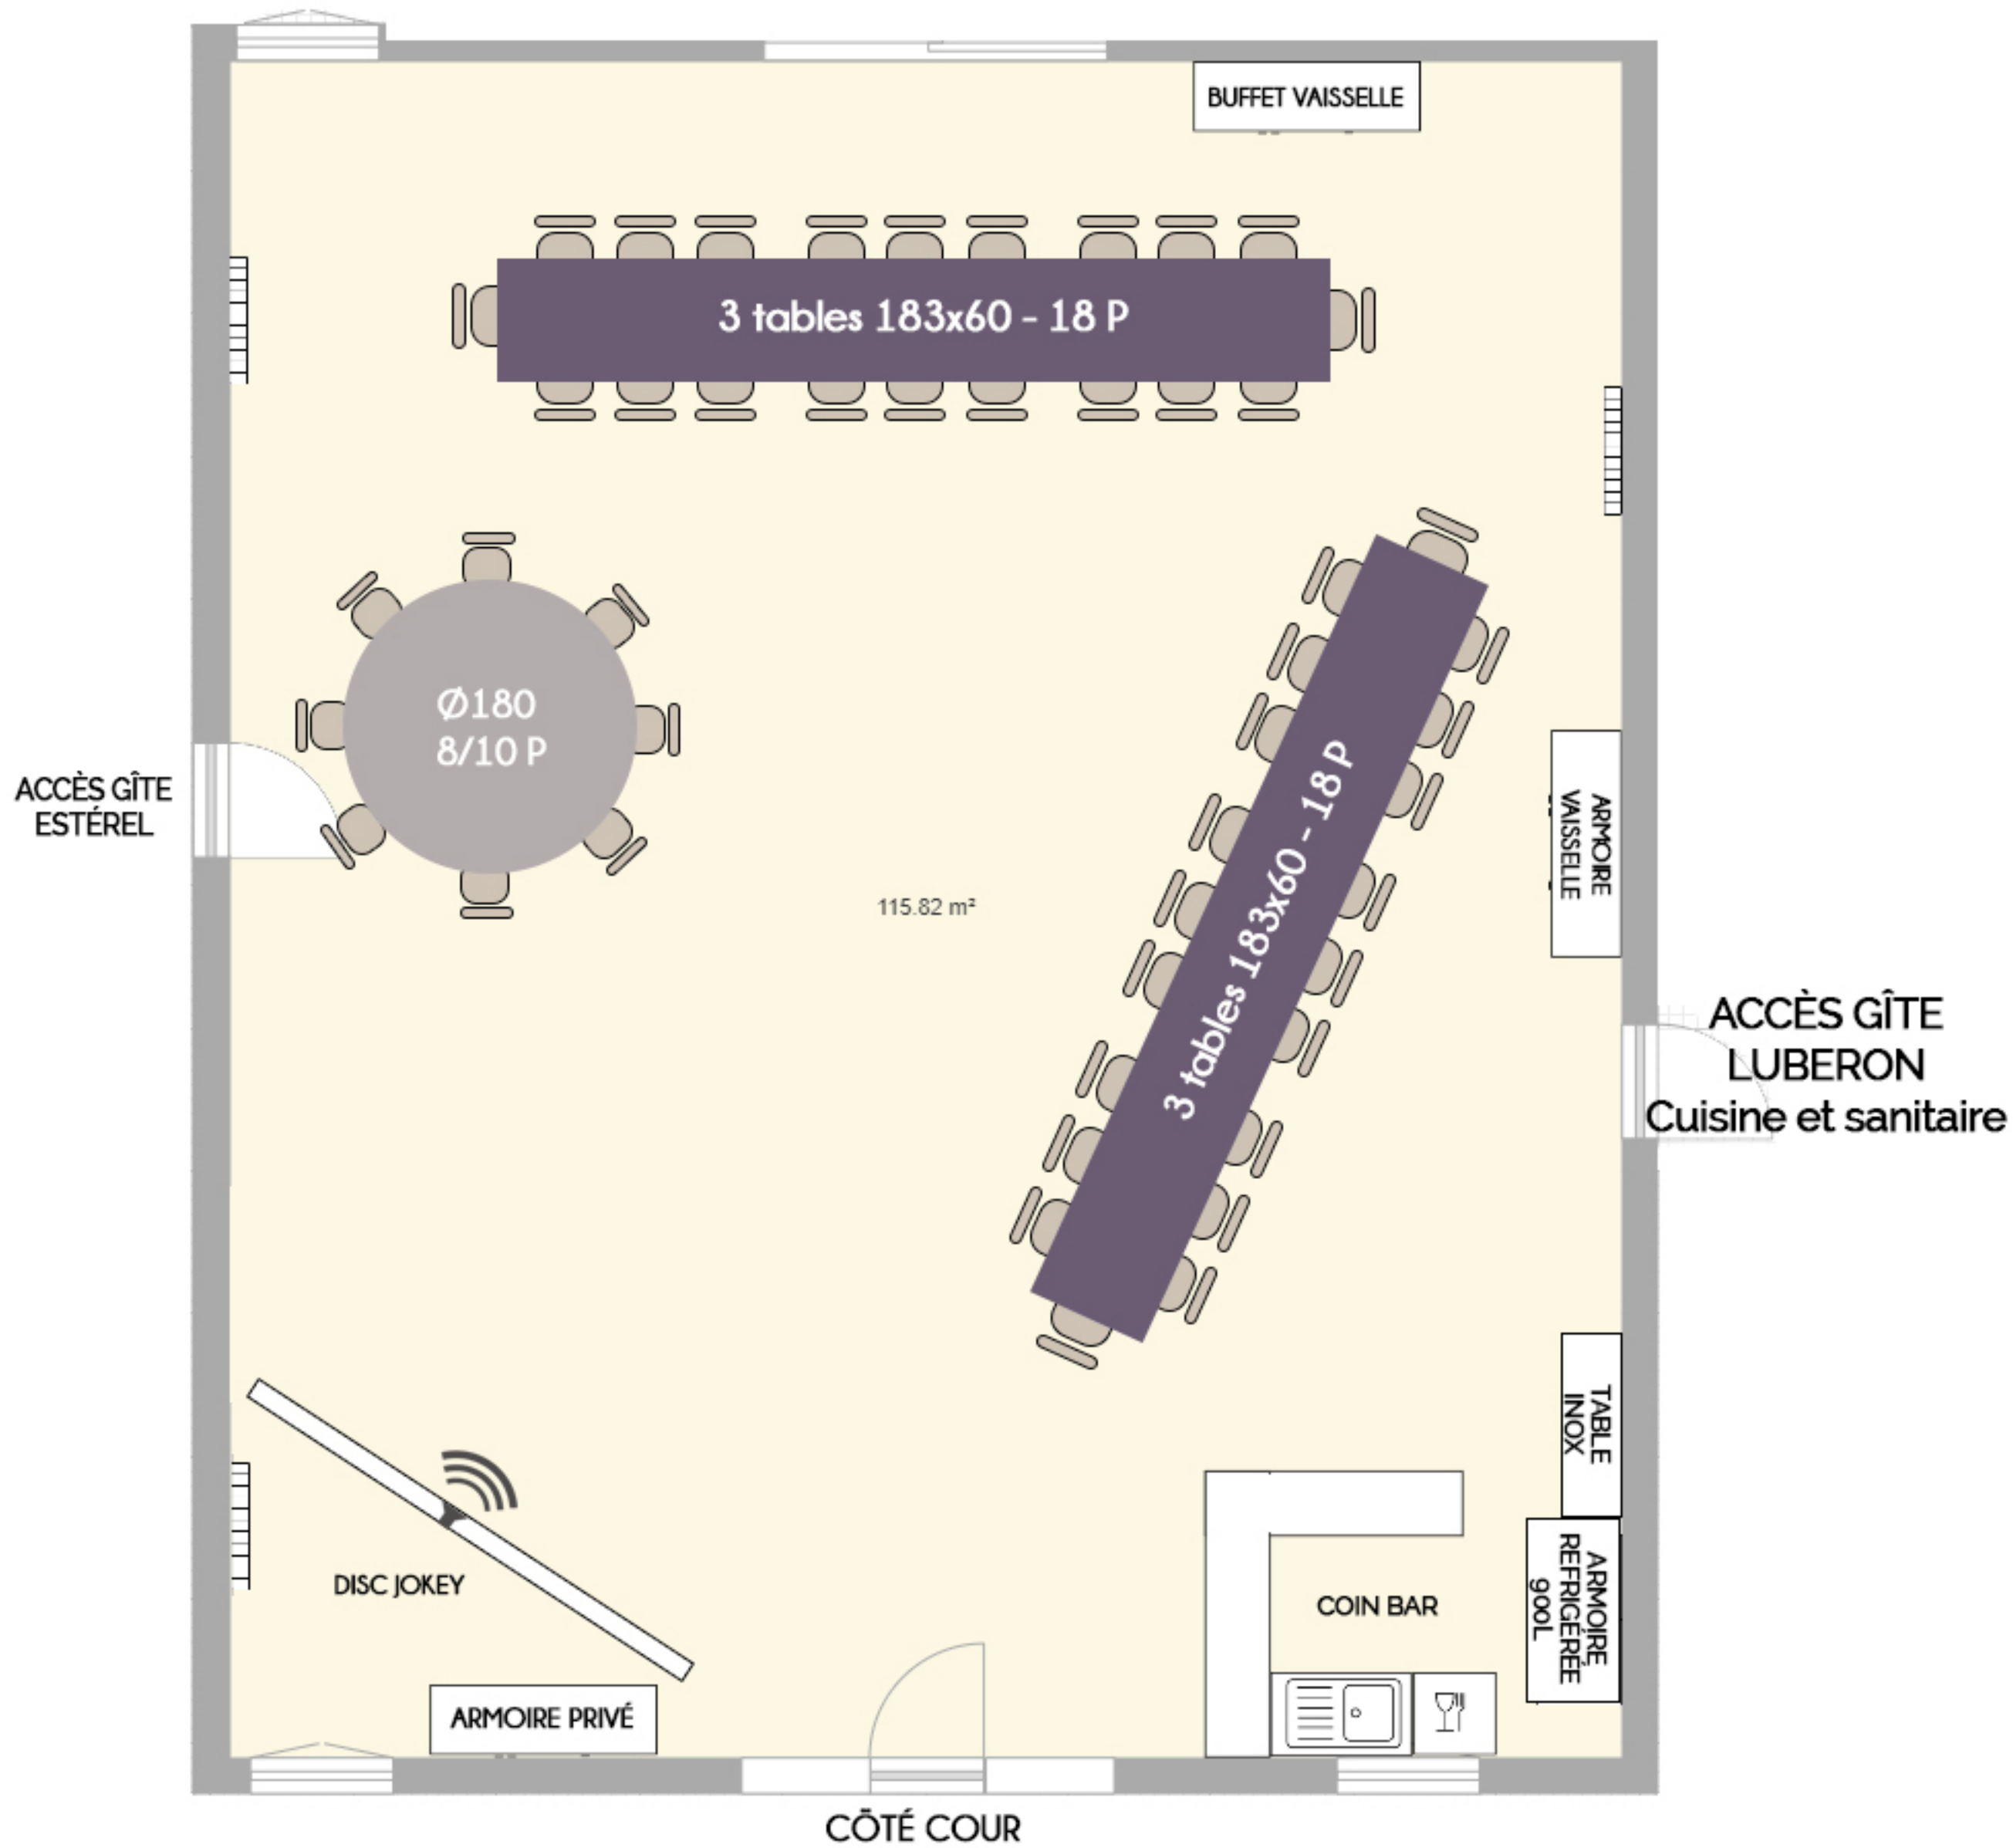 BUFFET VAISSELLE
3 tables 183x60 - 18 P
Ø180
8/10 P
3 tables 183x60 - 18 P
ACCÈS GÎTE
ESTÉREL
ARMOIRE
VAISSELLE
115.82 m²
ACCÈS GÎTE
LUBERON
Cuisine et sanitaire
TABLE
INOX
ARMOIRE
REFRIGÉRÉE
900L
DISC JOKEY
COIN BAR
ARMOIRE PRIVÉ
CÔTÉ COUR